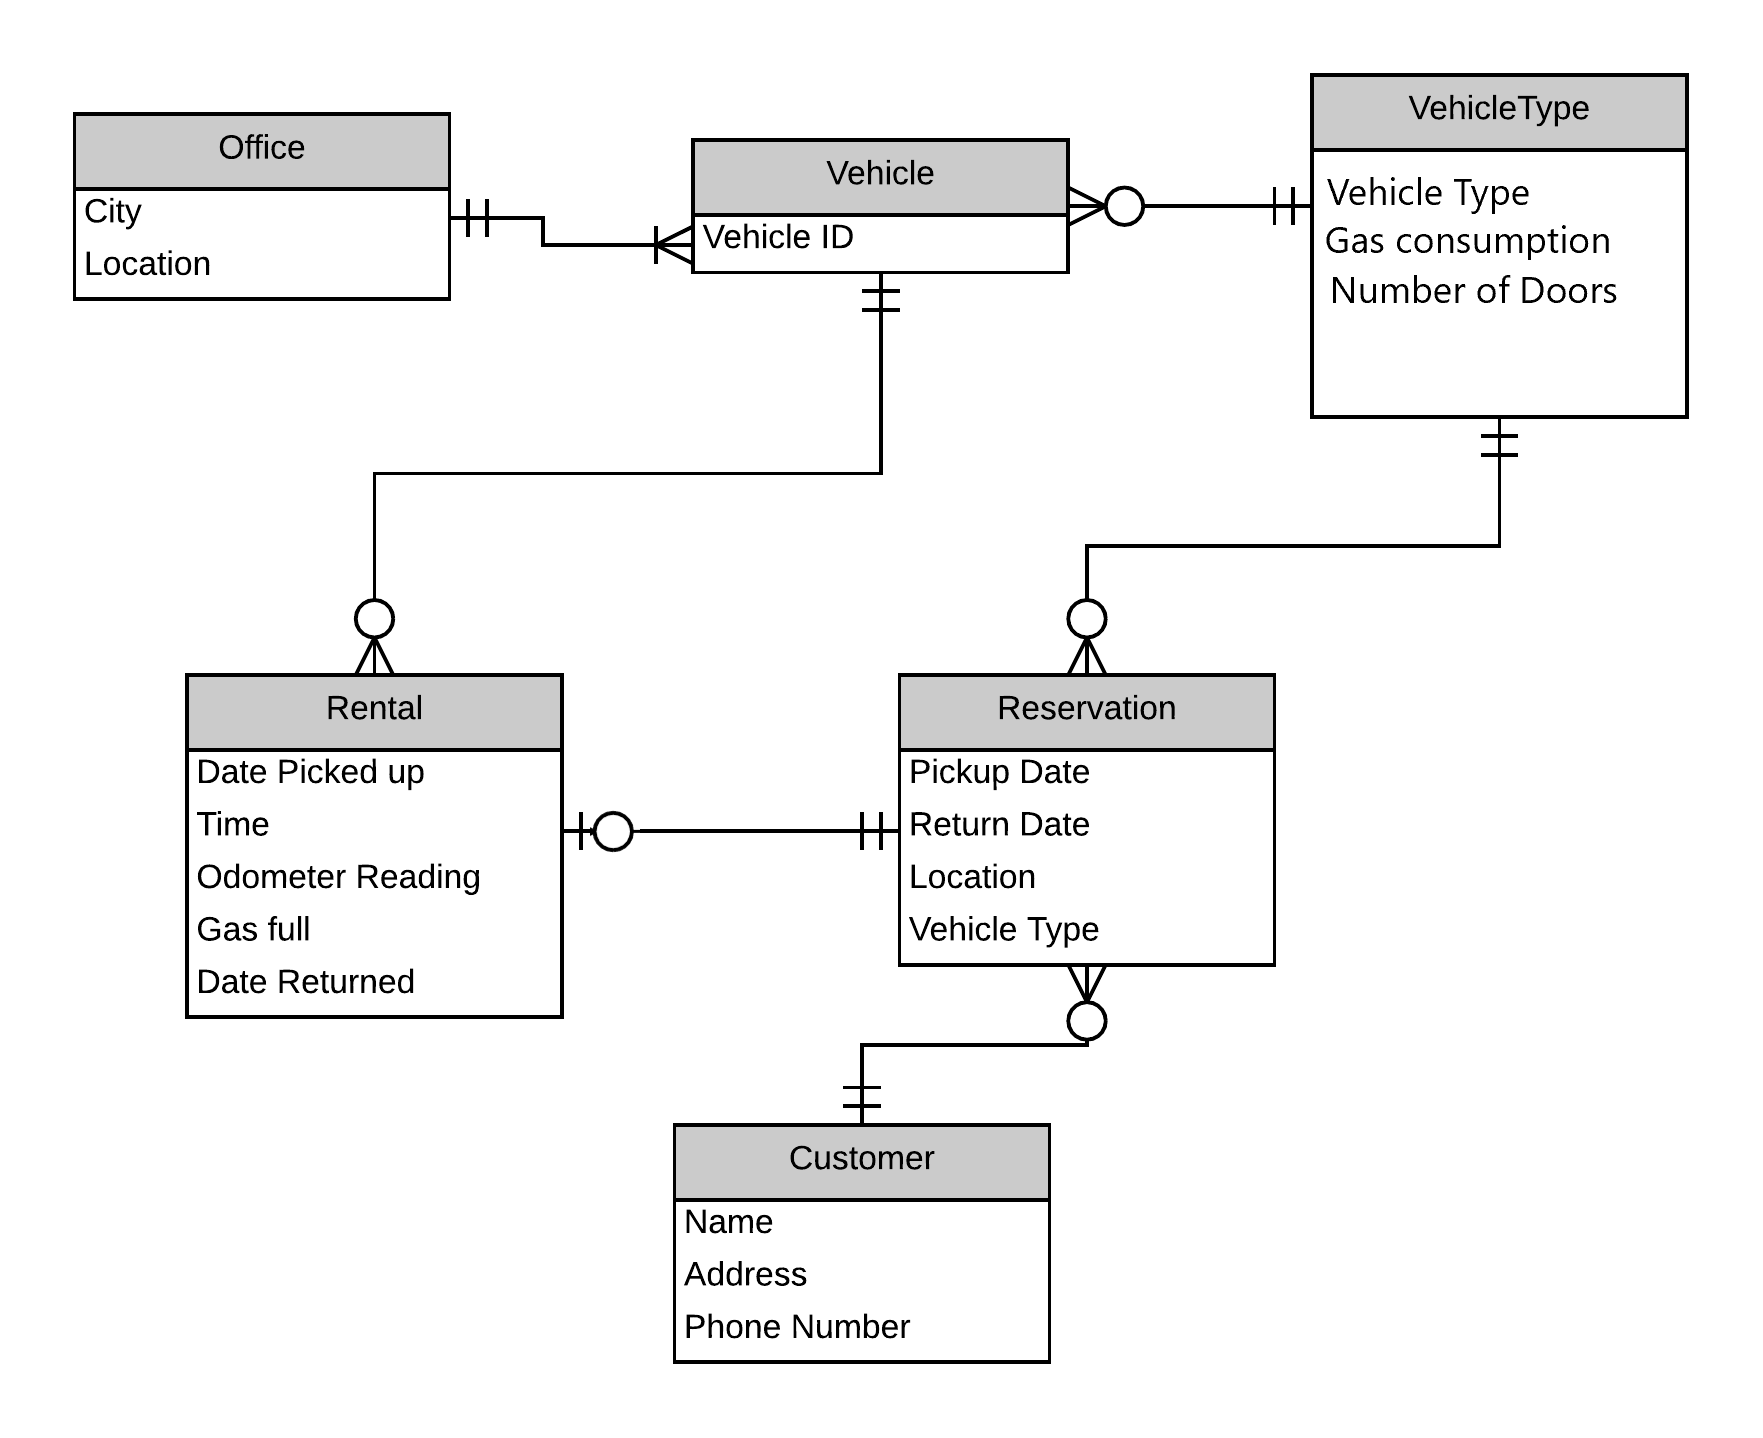 Office
City
Location
Vehicle
Vehicle ID
VehicleType
Vehicle Type
Gas consumption
Number of Doors
Rental
Date Picked up
Time
Odometer Reading
Gas full
Date Returned
Reservation
Pickup Date
Return Date
Location
Vehicle Type
Customer
Name
Address
Phone Number